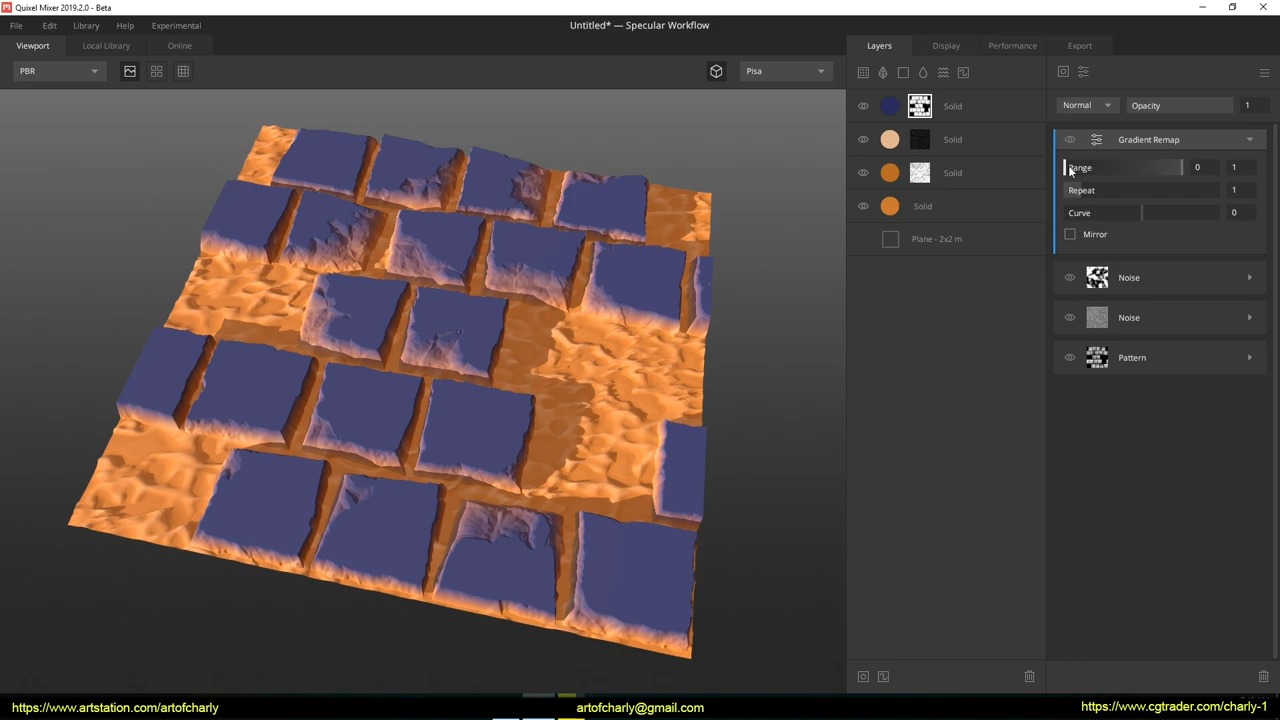 Quixel Mixer 2019.2.0 - Beta
File Edit Library Help Experimental Untitled* — Specular Workflow
Viewport Local Library Online Layers Display Performance Export
PBR Pisa
Normal Opacity 1
Solid
Solid
Solid
Solid
Plane - 2x2 m
Gradient Remap
Range 0 1
Repeat 1
Curve 0
Mirror
Noise
Noise
Pattern
https://www.artstation.com/artofcharly artofcharly@gmail.com https://www.cgtrader.com/charly-1